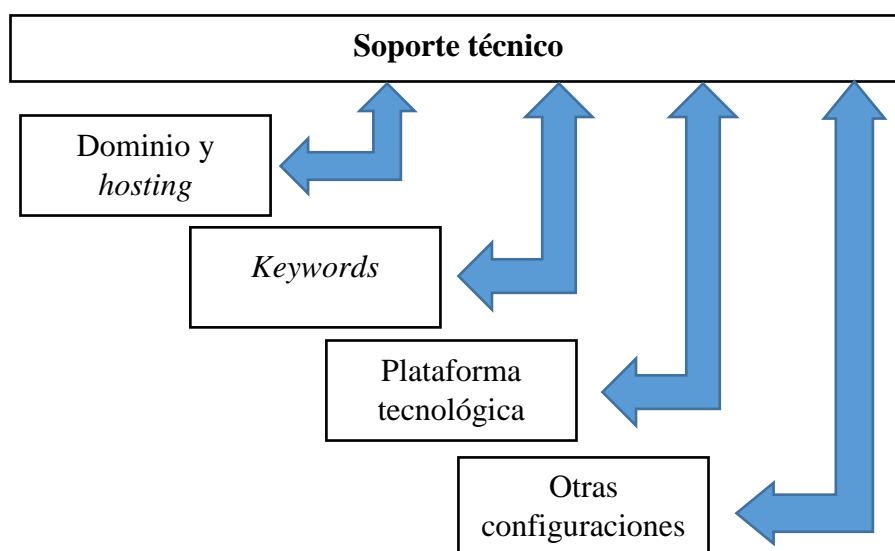 Soporte técnico
Dominio y
hosting
Keywords
Plataforma
tecnológica
Otras
configuraciones